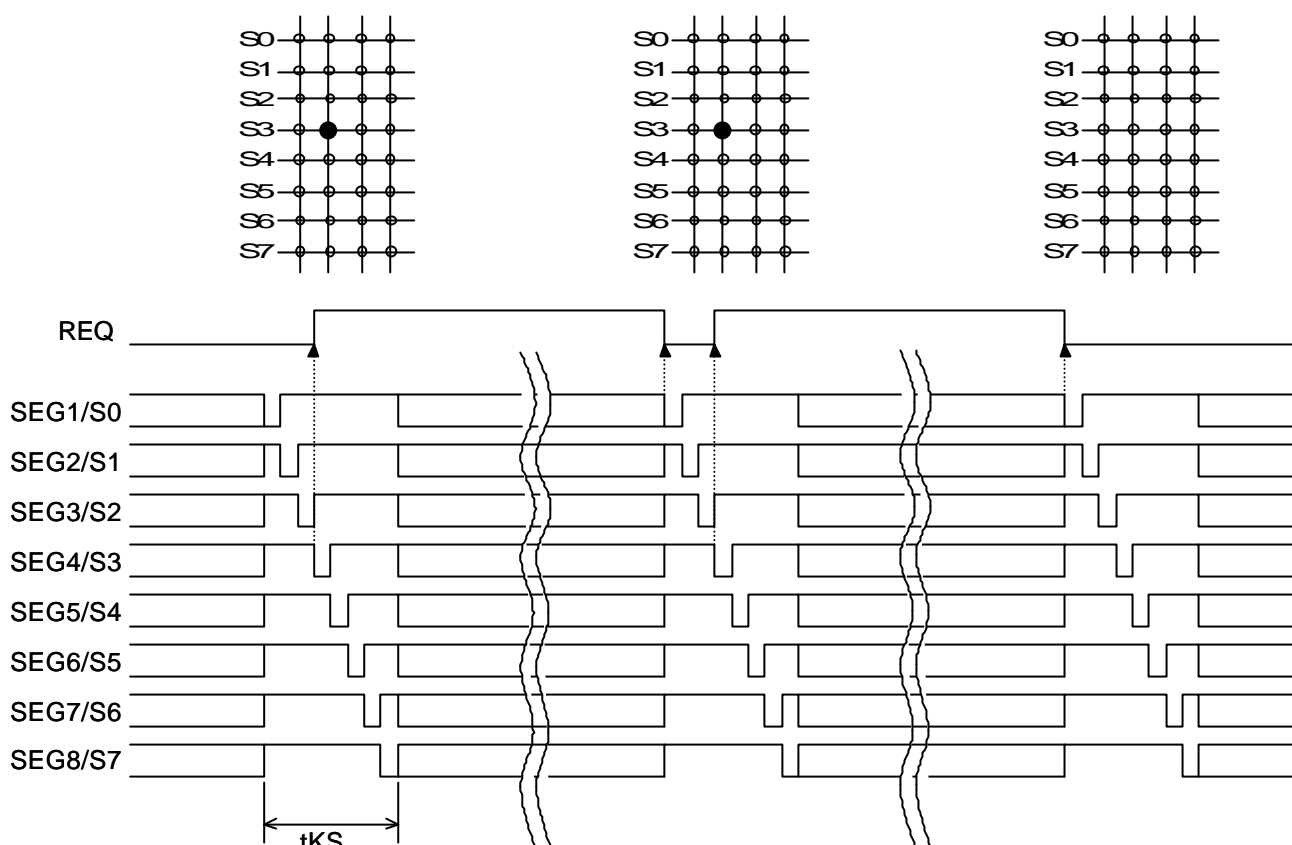 S0 S0 S0
S1 S1 S1
S2 S2 S2
S3 S3 S3
S4 S4 S4
S5 S5 S5
S6 S6 S6
S7 S7 S7
REQ
SEG1/S0
SEG2/S1
SEG3/S2
SEG4/S3
SEG5/S4
SEG6/S5
SEG7/S6
SEG8/S7
tKS